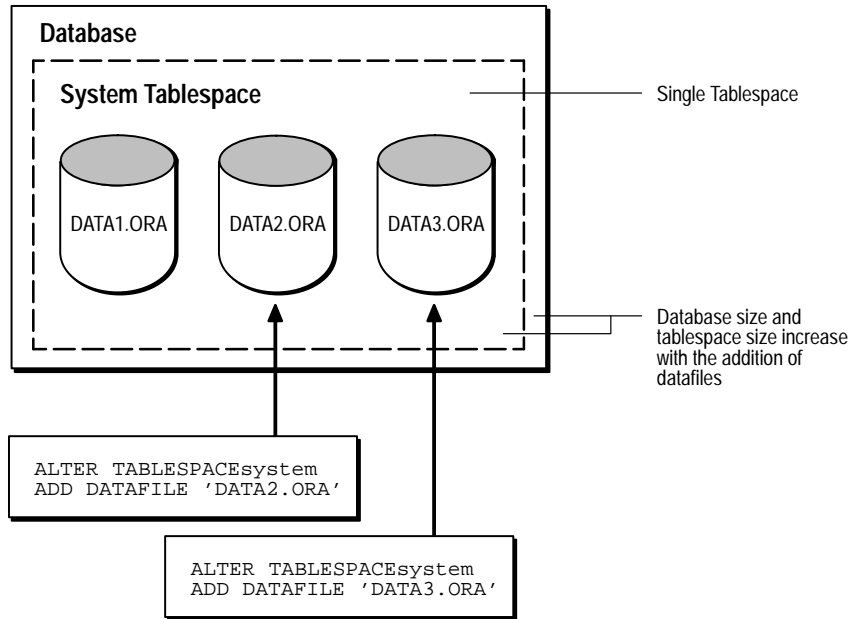 Database
System Tablespace
Single Tablespace
DATA1.ORA
DATA2.ORA
DATA3.ORA
Database size and
tablespace size increase
with the addition of
datafiles
ALTER TABLESPACEsystem
ADD DATAFILE ’DATA2.ORA’
ALTER TABLESPACEsystem
ADD DATAFILE ’DATA3.ORA’